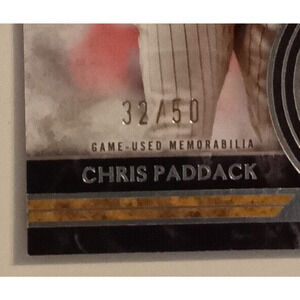 32/50
GAME-USED MEMORABILIA
CHRIS PADDACK